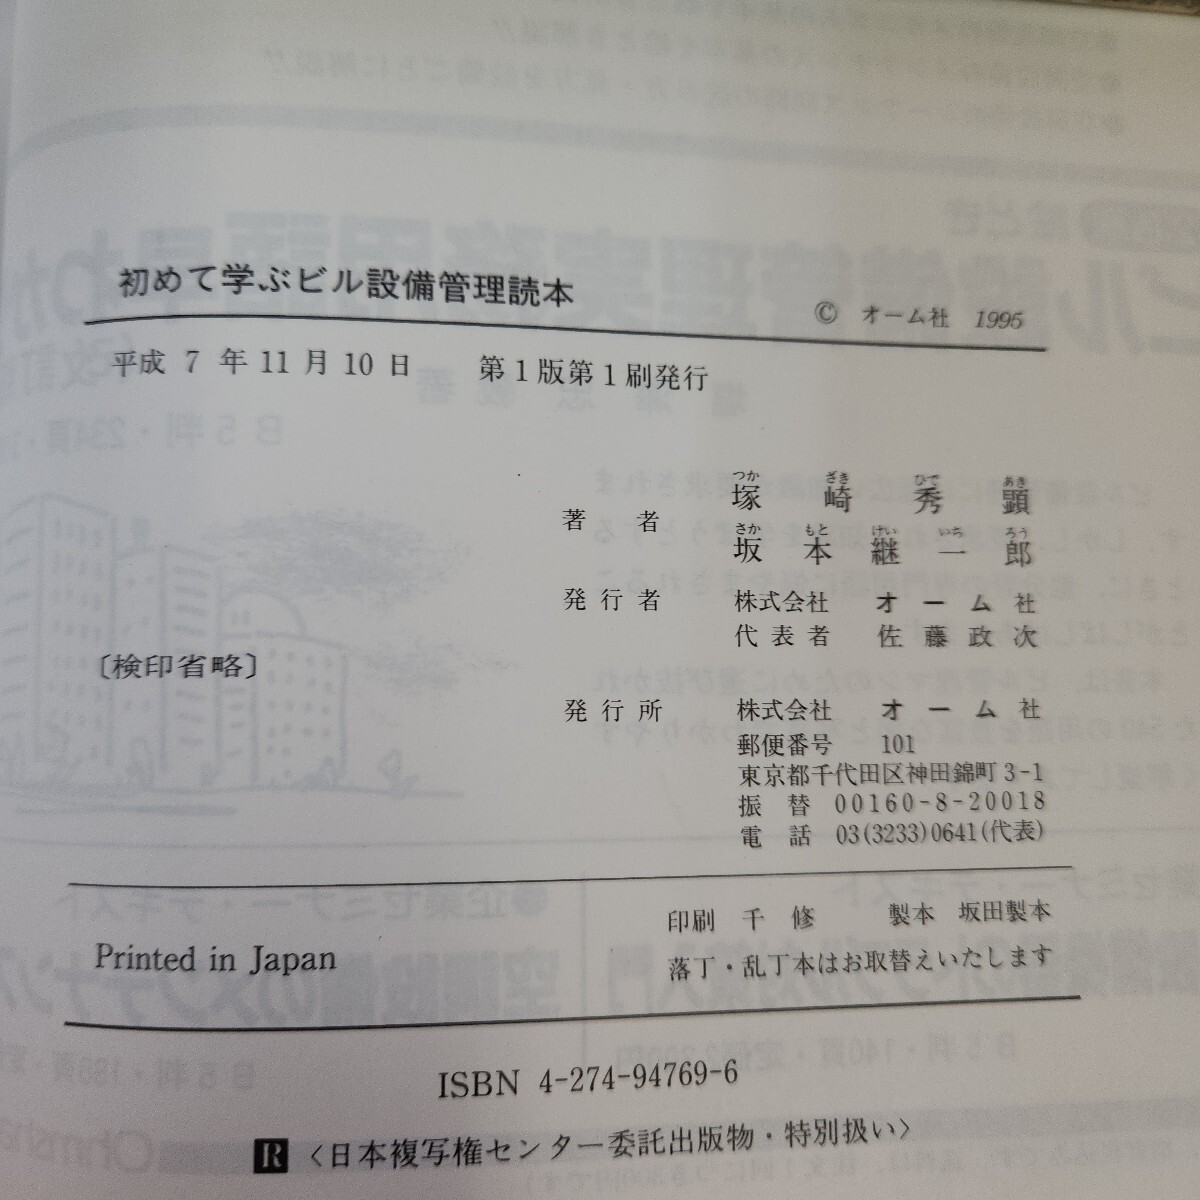 初めて学ぶビル設備管理読本
© オーム社 1995
平成 7 年 11 月 10 日 第1版第1刷発行
つか ざき ひで あき
著 者 塚 崎 秀 顕
さか もと けい いち ろう
坂 本 継 一 郎
発 行 者 株式会社 オ ー ム 社
代 表 者 佐 藤 政 次
〔検印省略〕
発 行 所 株式会社 オ ー ム 社
郵便番号 101
東京都千代田区神田錦町 3-1
振 替 00160-8-20018
電 話 03(3233)0641(代表)
印刷 千 修 製本 坂田製本
Printed in Japan
落丁・乱丁本はお取替えいたします
ISBN 4-274-94769-6
R 〈日本複写権センター委託出版物・特別扱い〉